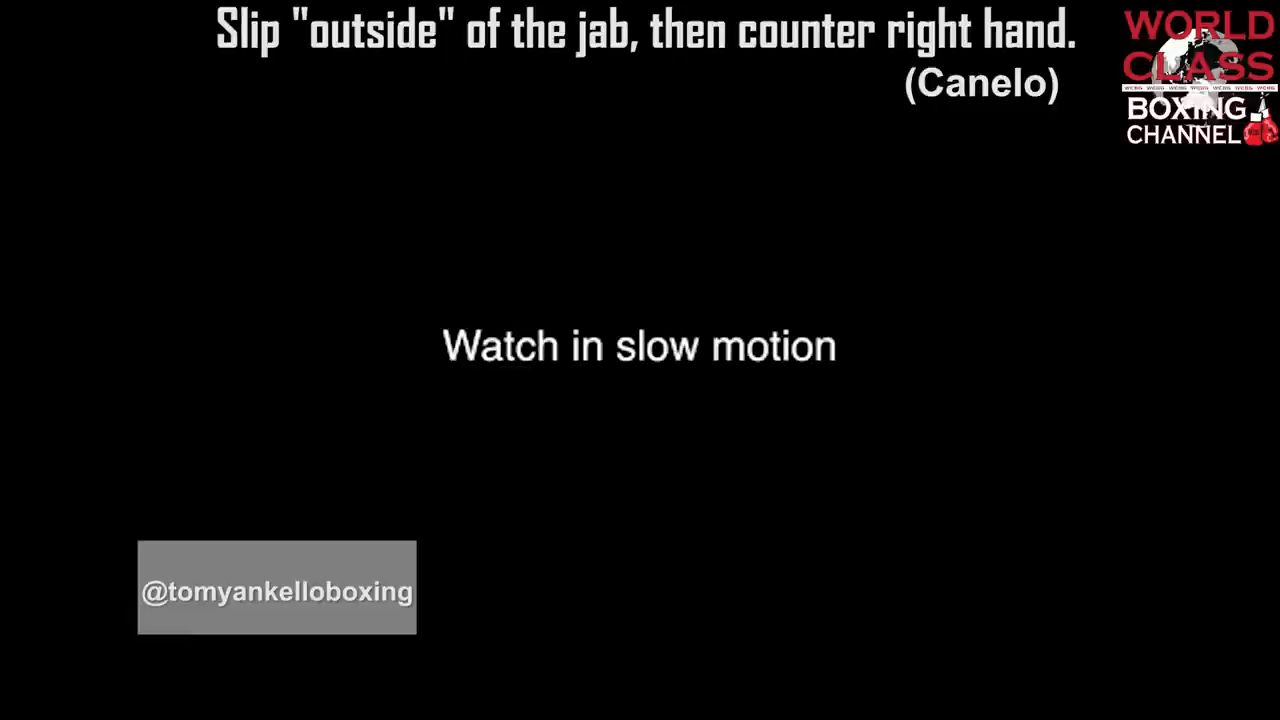 Slip "outside" of the jab, then counter right hand.
(Canelo)
WORLD
CLASS
BOXING
CHANNEL
Watch in slow motion
@tomyankelloboxing